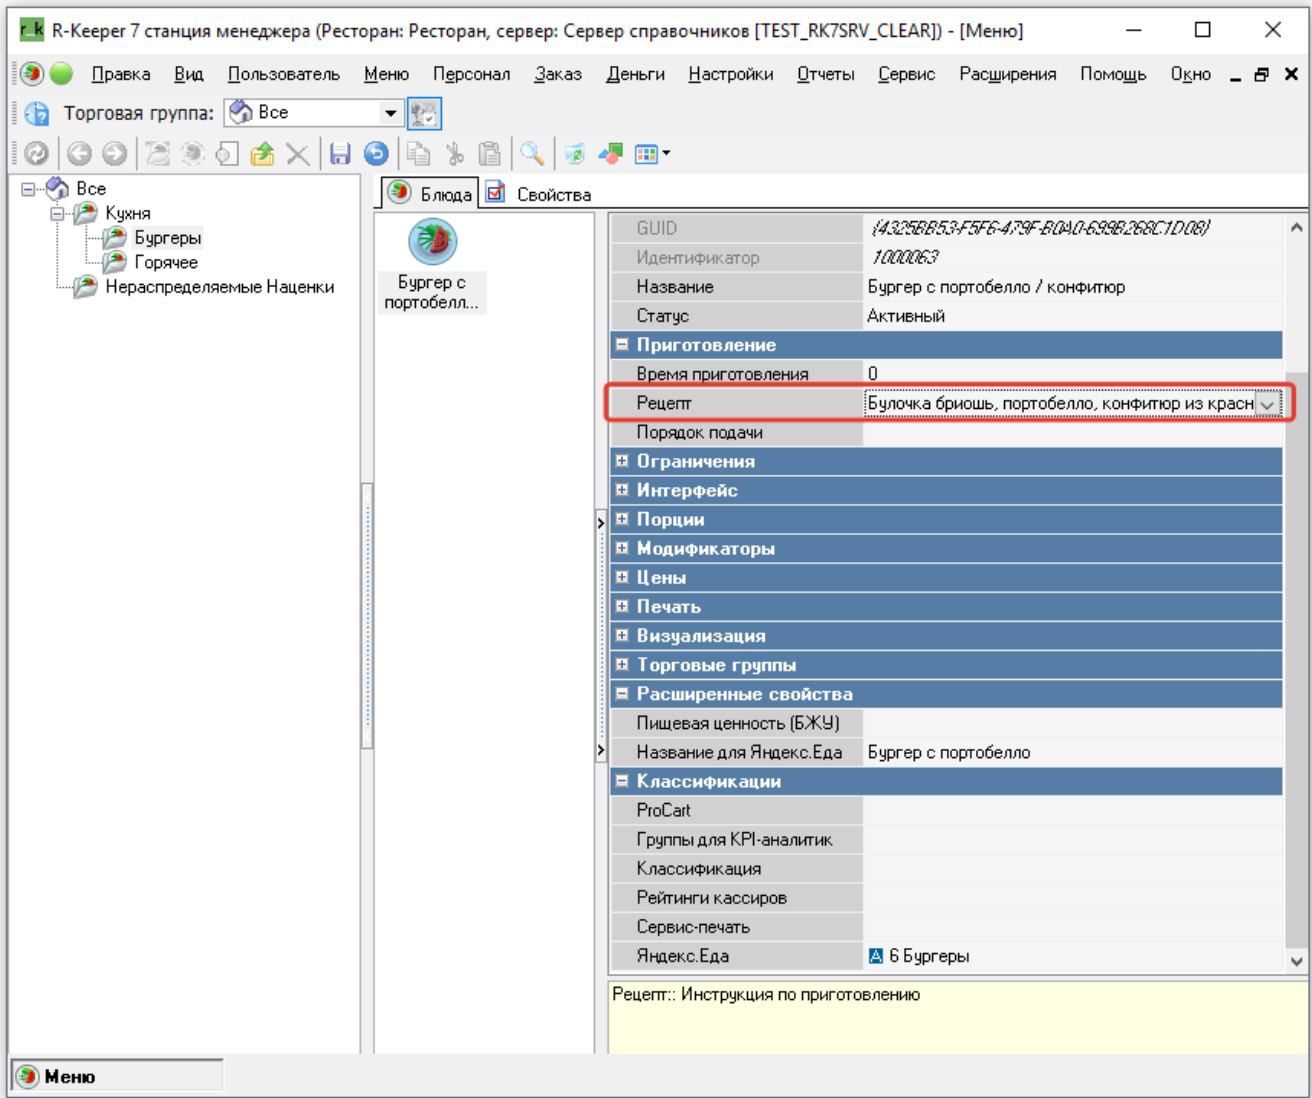 r_k R-Keeper 7 станция менеджера (Ресторан: Ресторан, сервер: Сервер справочников [TEST_RK7SRV_CLEAR]) - [Меню]
Правка Вид Пользователь Меню Персонал Заказ Деньги Настройки Отчеты Сервис Расширения Помощь Окно
Торговая группа: Все
Все
Кухня
Бургеры
Горячее
Нераспределяемые Наценки
Блюда Свойства
Бургер с
портобелл...
GUID {4325BB53-F5F6-479F-B0A0-699B268C1D08}
Идентификатор 1000063
Название Бургер с портобелло / конфитюр
Статус Активный
Приготовление
Время приготовления 0
Рецепт Булочка бриошь, портобелло, конфитюр из красн
Порядок подачи
Ограничения
Интерфейс
Порции
Модификаторы
Цены
Печать
Визуализация
Торговые группы
Расширенные свойства
Пищевая ценность (БЖУ)
Название для Яндекс.Еда Бургер с портобелло
Классификации
ProCart
Группы для KPI-аналитик
Классификация
Рейтинги кассиров
Сервис-печать
Яндекс.Еда 6 Бургеры
Рецепт:: Инструкция по приготовлению
Меню